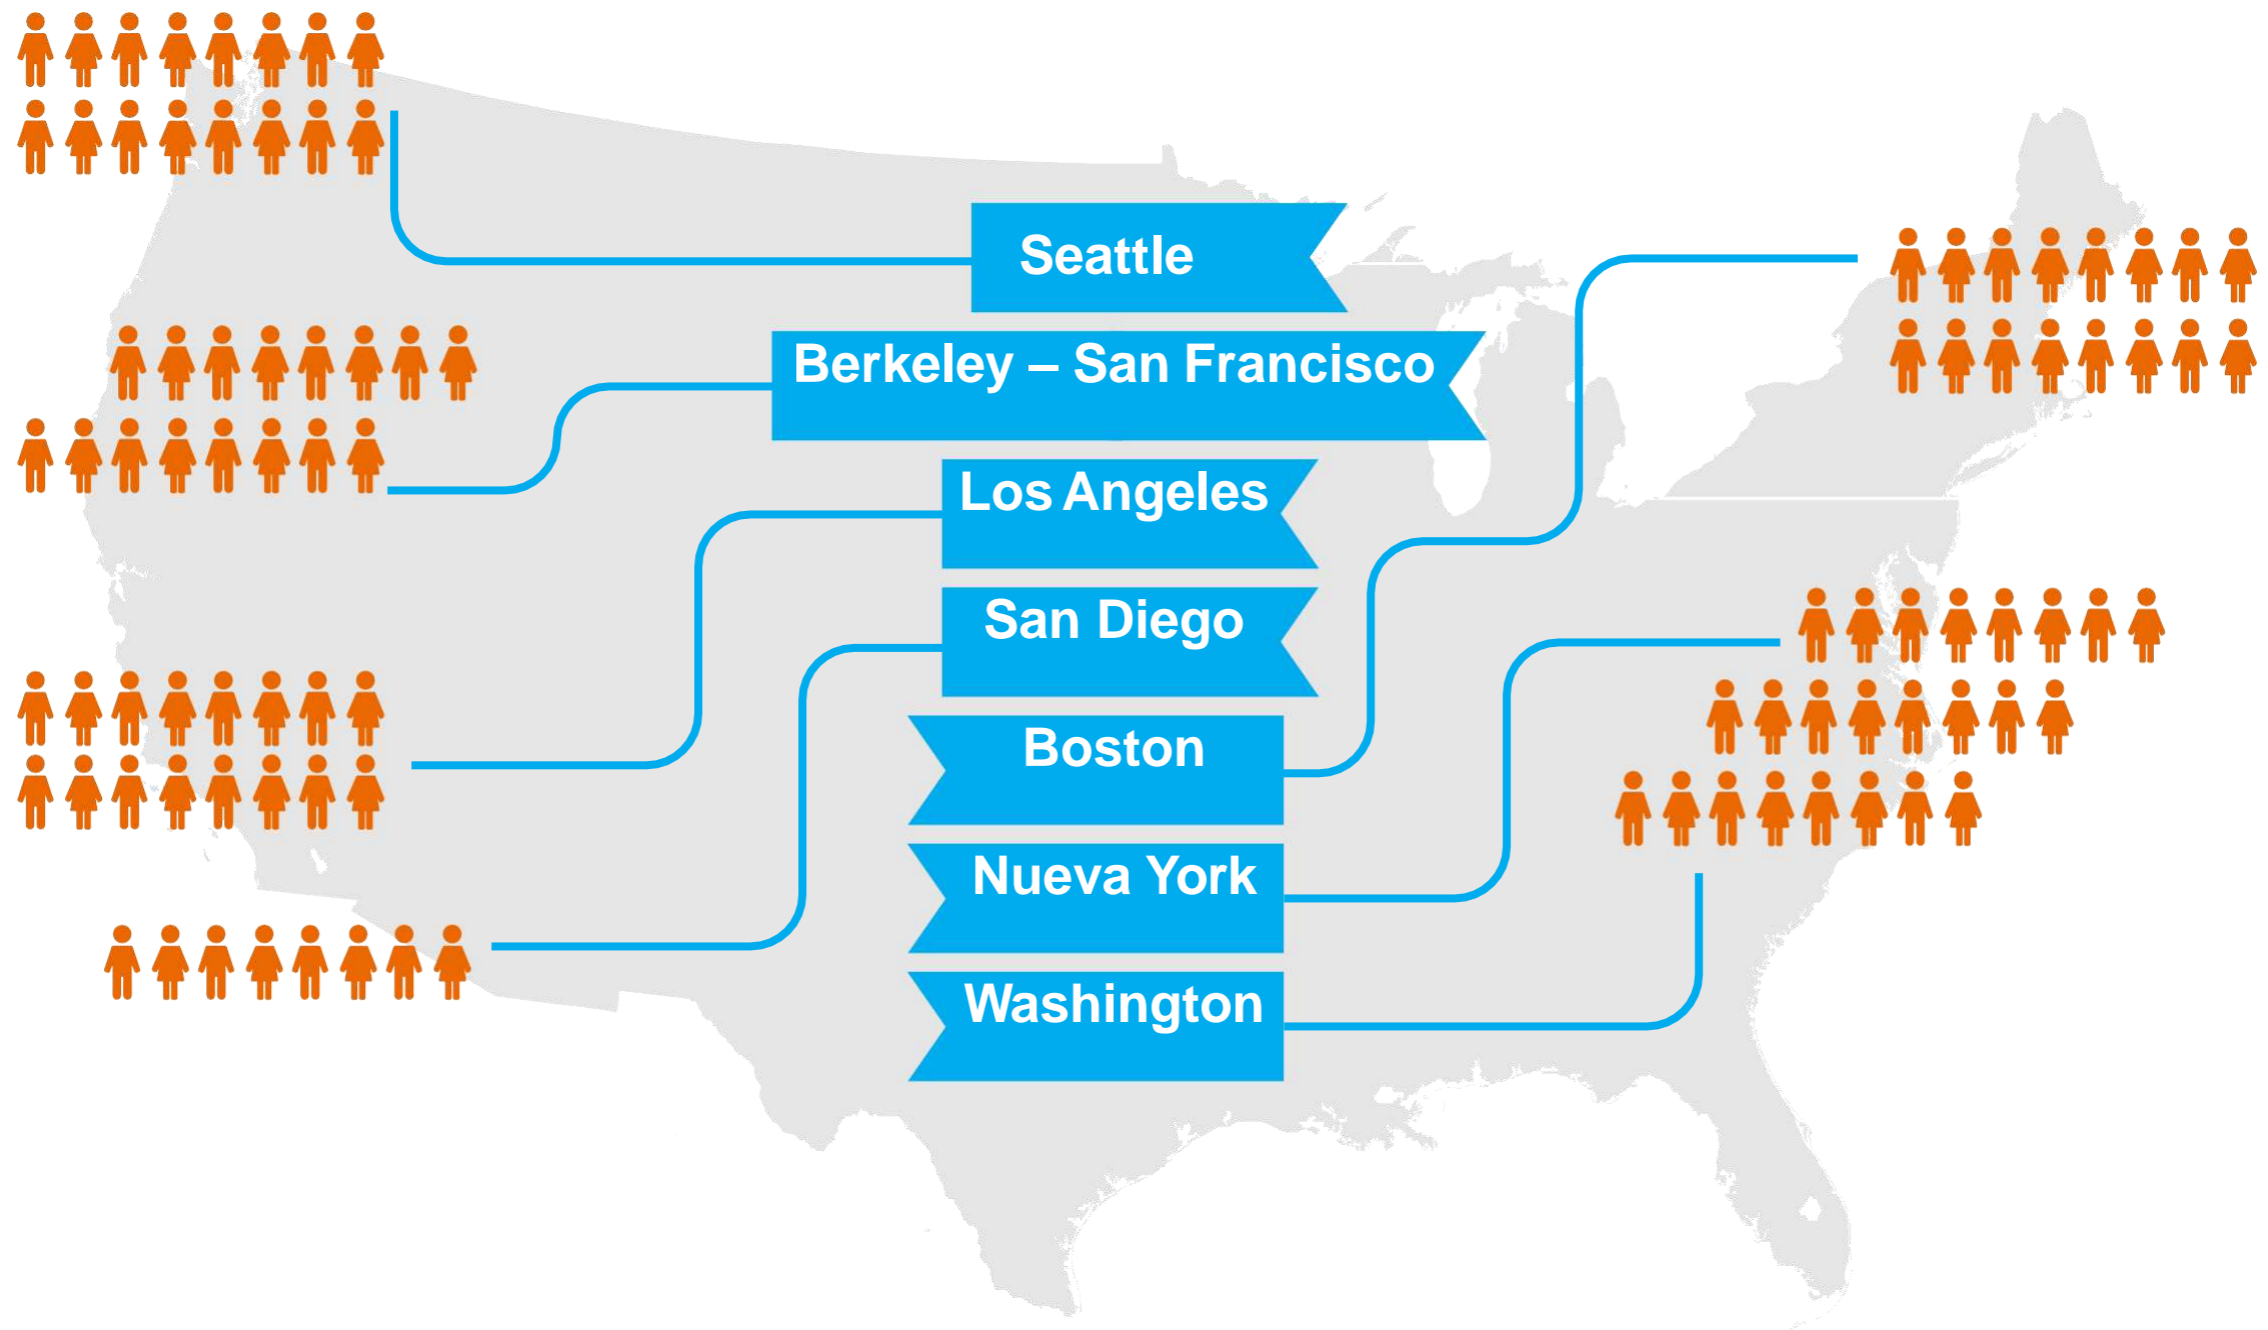 Seattle
Berkeley – San Francisco
Los Angeles
San Diego
Boston
Nueva York
Washington